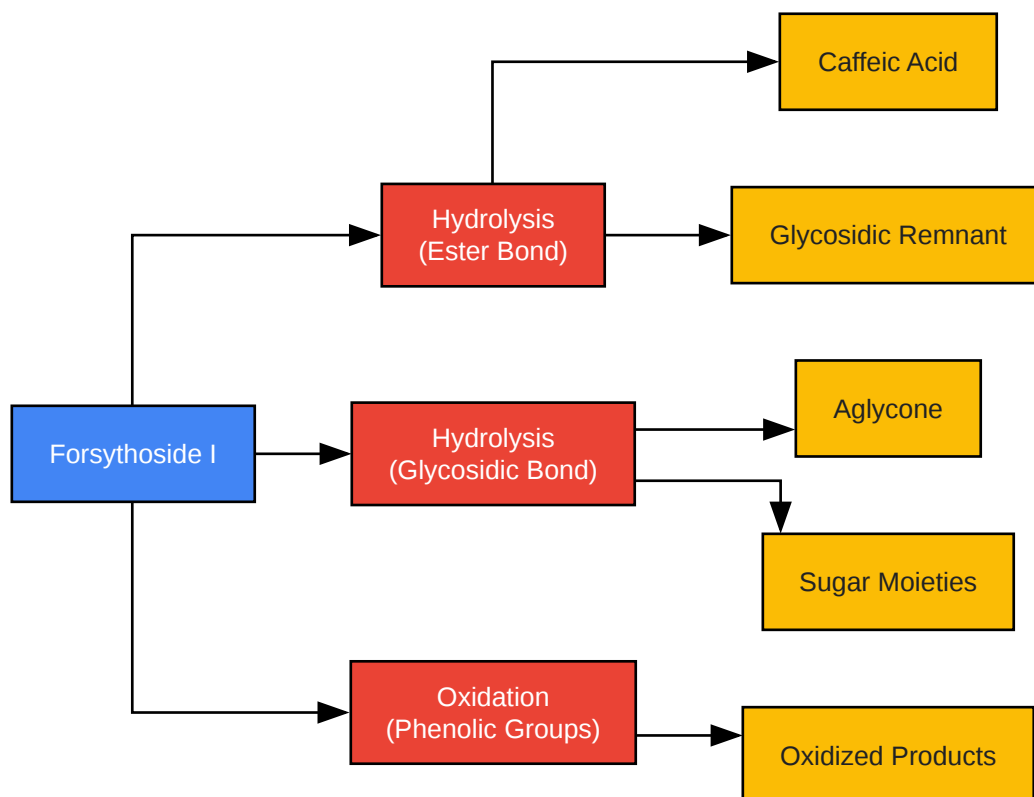 Caffeic Acid
Hydrolysis
(Ester Bond)
Glycosidic Remnant
Forsythoside I
Hydrolysis
(Glycosidic Bond)
Aglycone
Sugar Moieties
Oxidation
(Phenolic Groups)
Oxidized Products